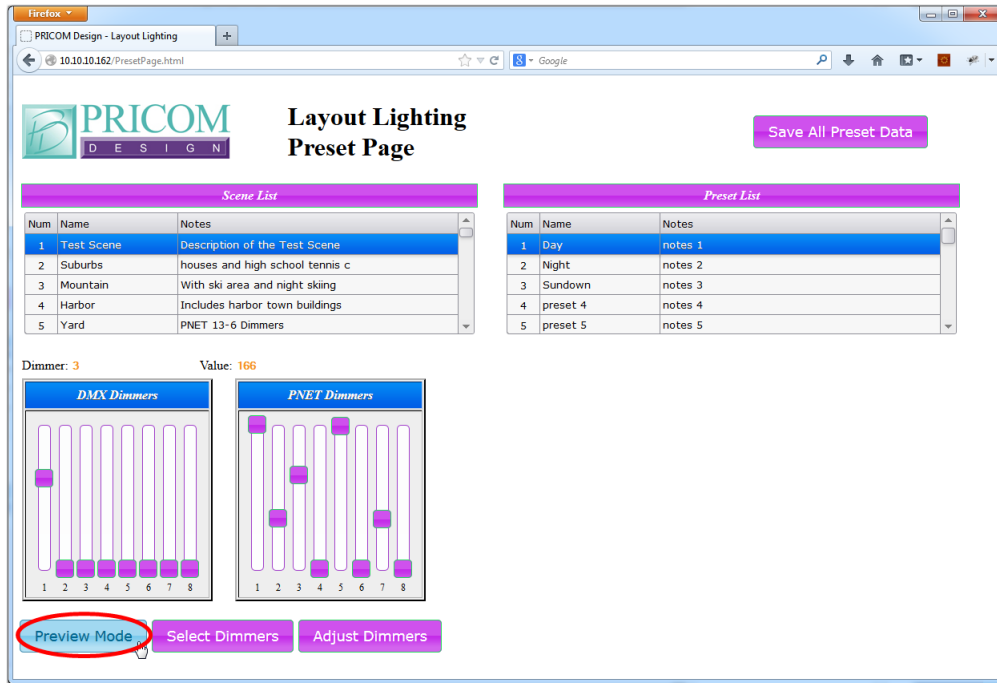 Firefox
PRICOM Design - Layout Lighting
10.10.10.162/PresetPage.html
8 - Google
PRICOM
DESIGN
Layout Lighting
Preset Page
Save All Preset Data
Scene List
Num Name Notes
1 Test Scene Description of the Test Scene
2 Suburbs houses and high school tennis c
3 Mountain With ski area and night skiing
4 Harbor Includes harbor town buildings
5 Yard PNET 13-6 Dimmers
Preset List
Num Name Notes
1 Day notes 1
2 Night notes 2
3 Sundown notes 3
4 preset 4 notes 4
5 preset 5 notes 5
Dimmer: 3 Value: 166
DMX Dimmers
1 2 3 4 5 6 7 8
PNET Dimmers
1 2 3 4 5 6 7 8
Preview Mode
Select Dimmers
Adjust Dimmers